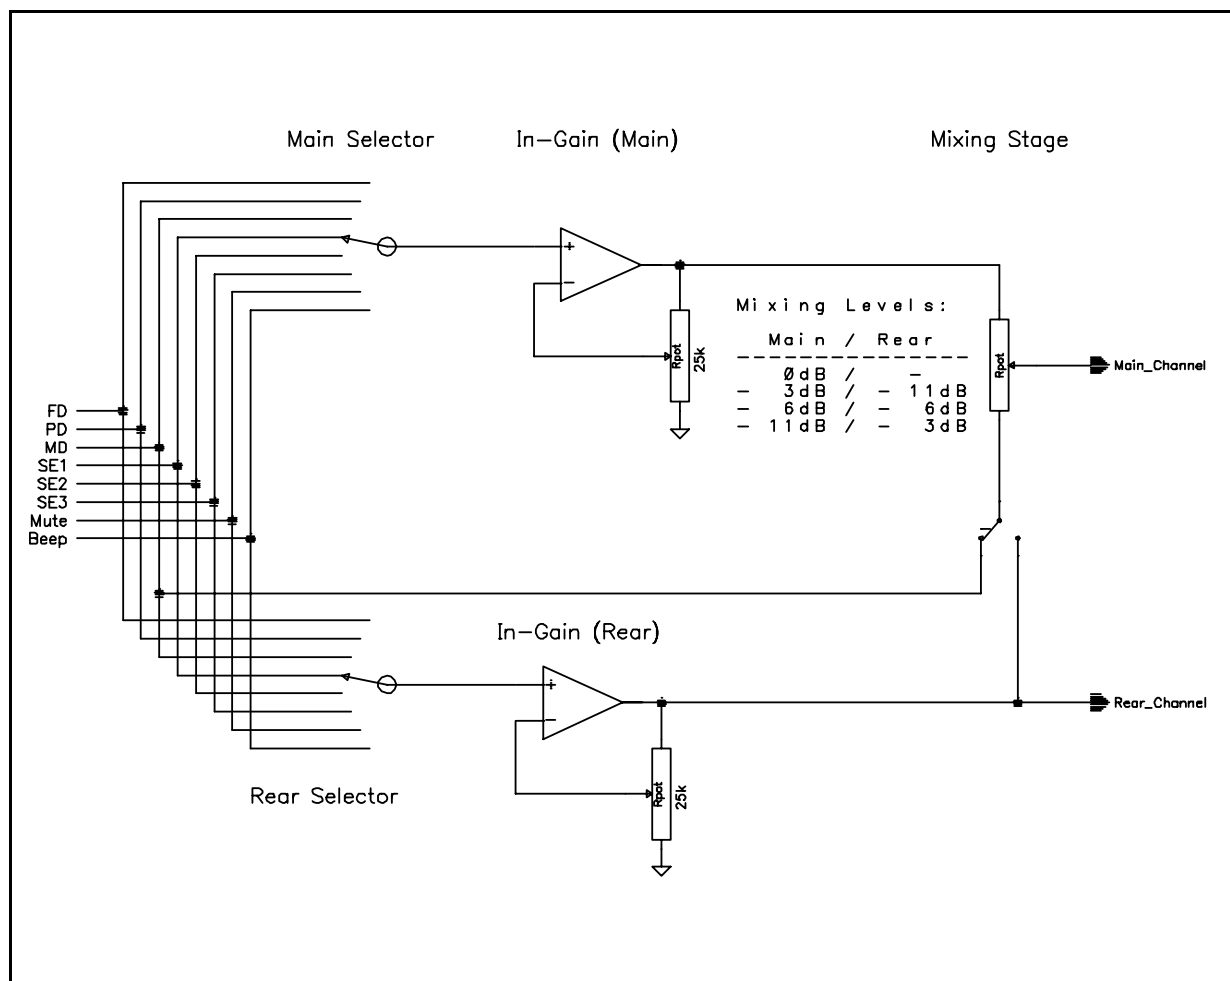 Main Selector
In-Gain (Main)
Mixing Stage
+
-
Rpot
25k
Mixing Levels:
Main / Rear
0dB / -
- 3dB / - 11dB
- 6dB / - 6dB
- 11dB / - 3dB
Rpot
Main_Channel
FD
PD
MD
SE1
SE2
SE3
Mute
Beep
In-Gain (Rear)
+
-
Rpot
25k
Rear_Channel
Rear Selector